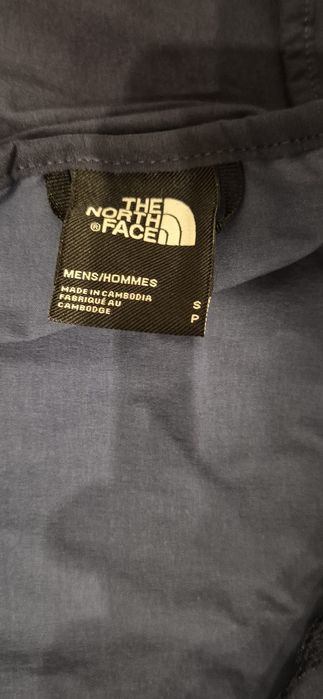 THE
NORTH
®FACE
MENS/HOMMES
MADE IN CAMBODIA
FABRIQUÉ AU
CAMBODGE
S
P